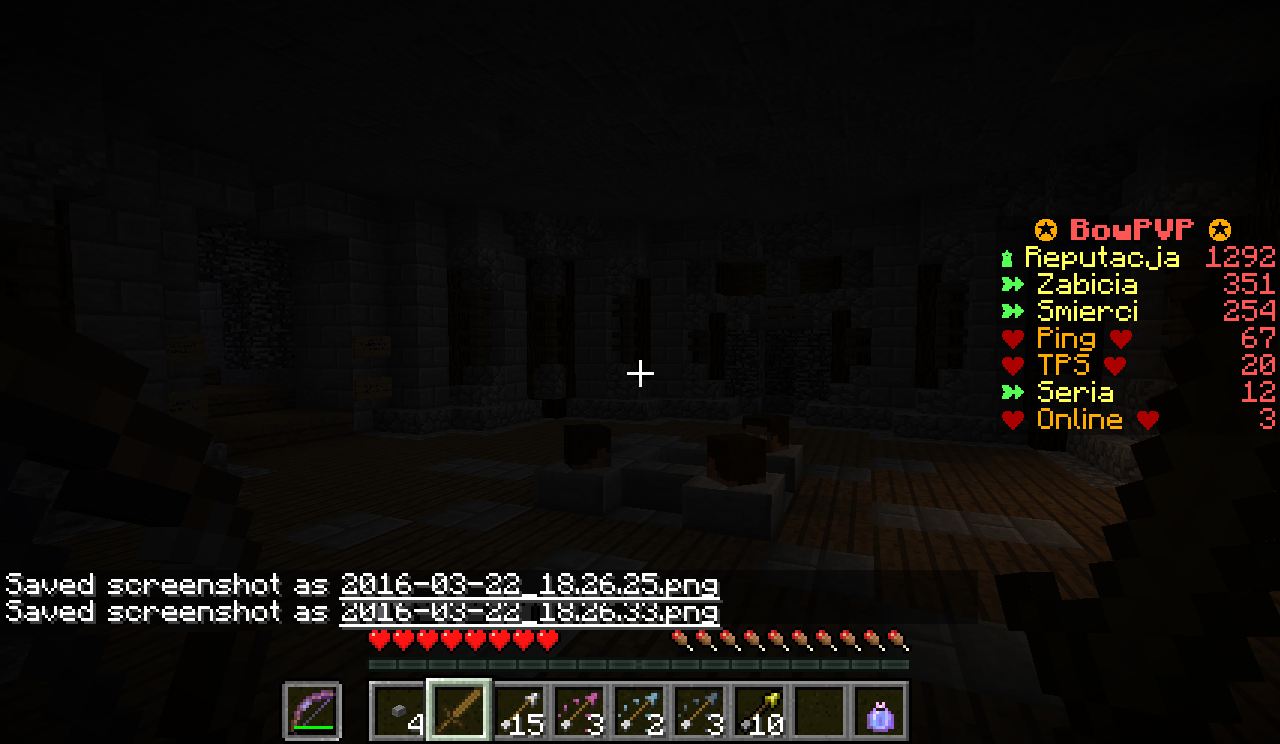 BowPVP
Reputacja 1292
Zabicia 351
Smierci 254
Ping 67
TPS 20
Seria 12
Online 3
Saved screenshot as 2016-03-22_18.26.25.png
Saved screenshot as 2016-03-22_18.26.33.png
4 15 3 2 3 10